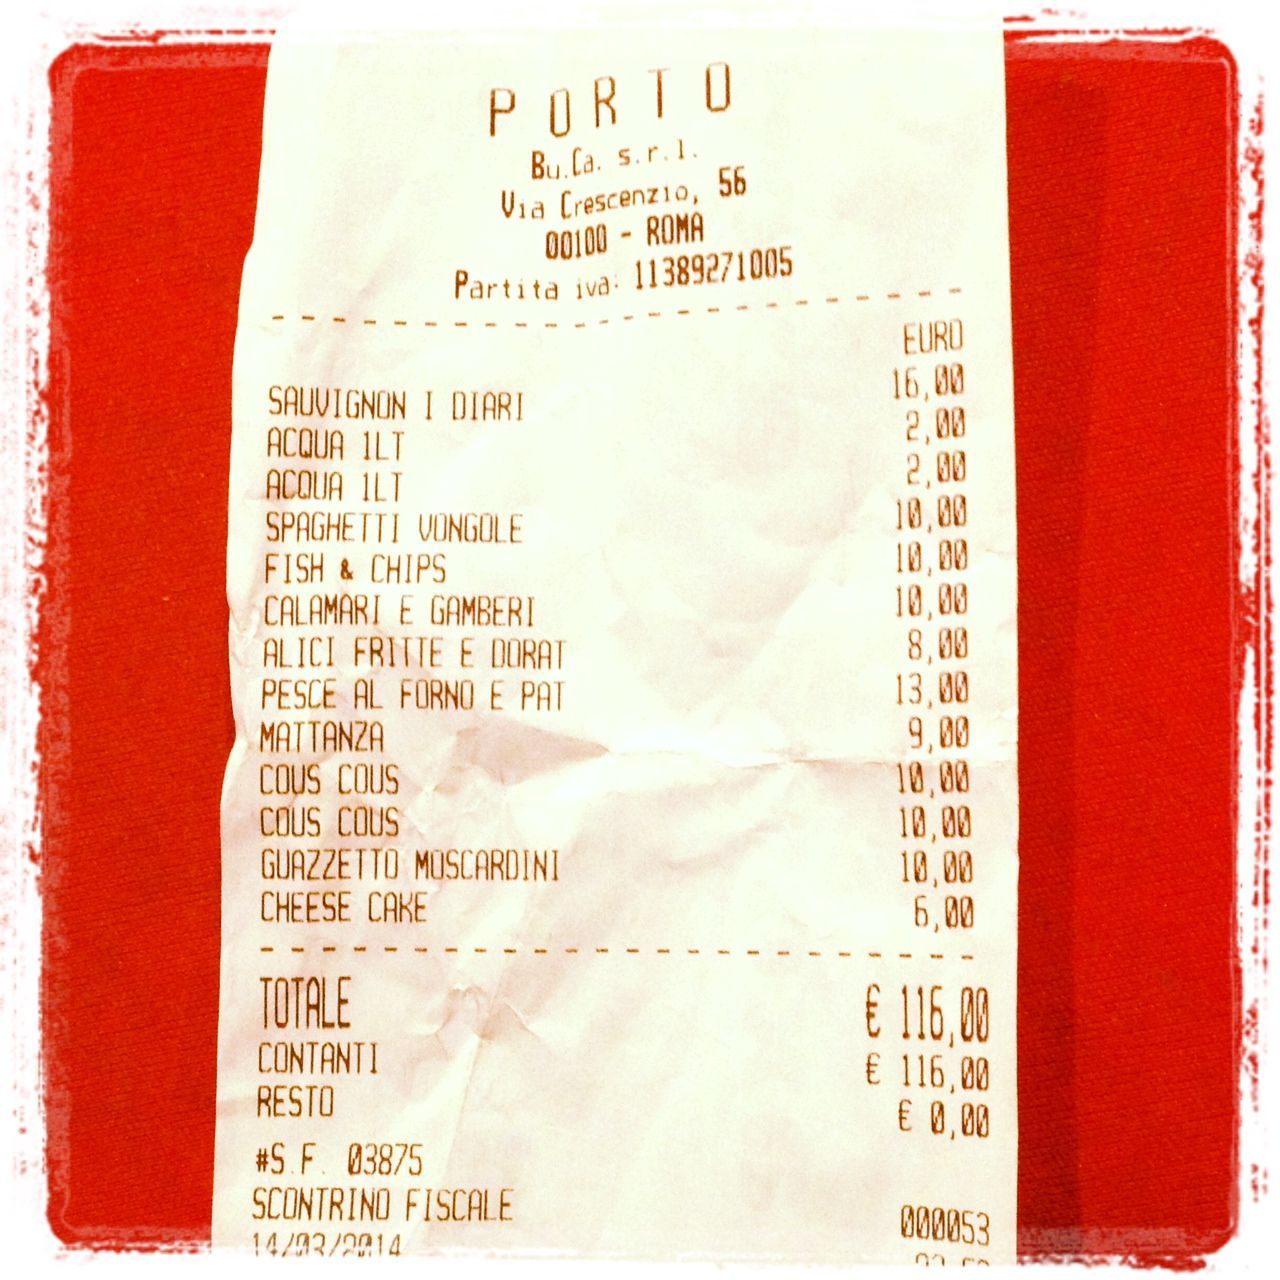 PORTO
Bu.Ca. s.r.l.
Via Crescenzio, 56
00100 - ROMA
Partita iva: 11389271005
EURO
SAUVIGNON I DIARI 16,00
ACQUA 1LT 2,00
ACQUA 1LT 2,00
SPAGHETTI VONGOLE 10,00
FISH & CHIPS 10,00
CALAMARI E GAMBERI 10,00
ALICI FRITTE E DORAT 8,00
PESCE AL FORNO E PAT 13,00
MATTANZA 9,00
COUS COUS 10,00
COUS COUS 10,00
GUAZZETTO MOSCARDINI 10,00
CHEESE CAKE 6,00
TOTALE € 116,00
CONTANTI € 116,00
RESTO € 0,00
#S.F. 03875
SCONTRINO FISCALE 000053
14/03/2014